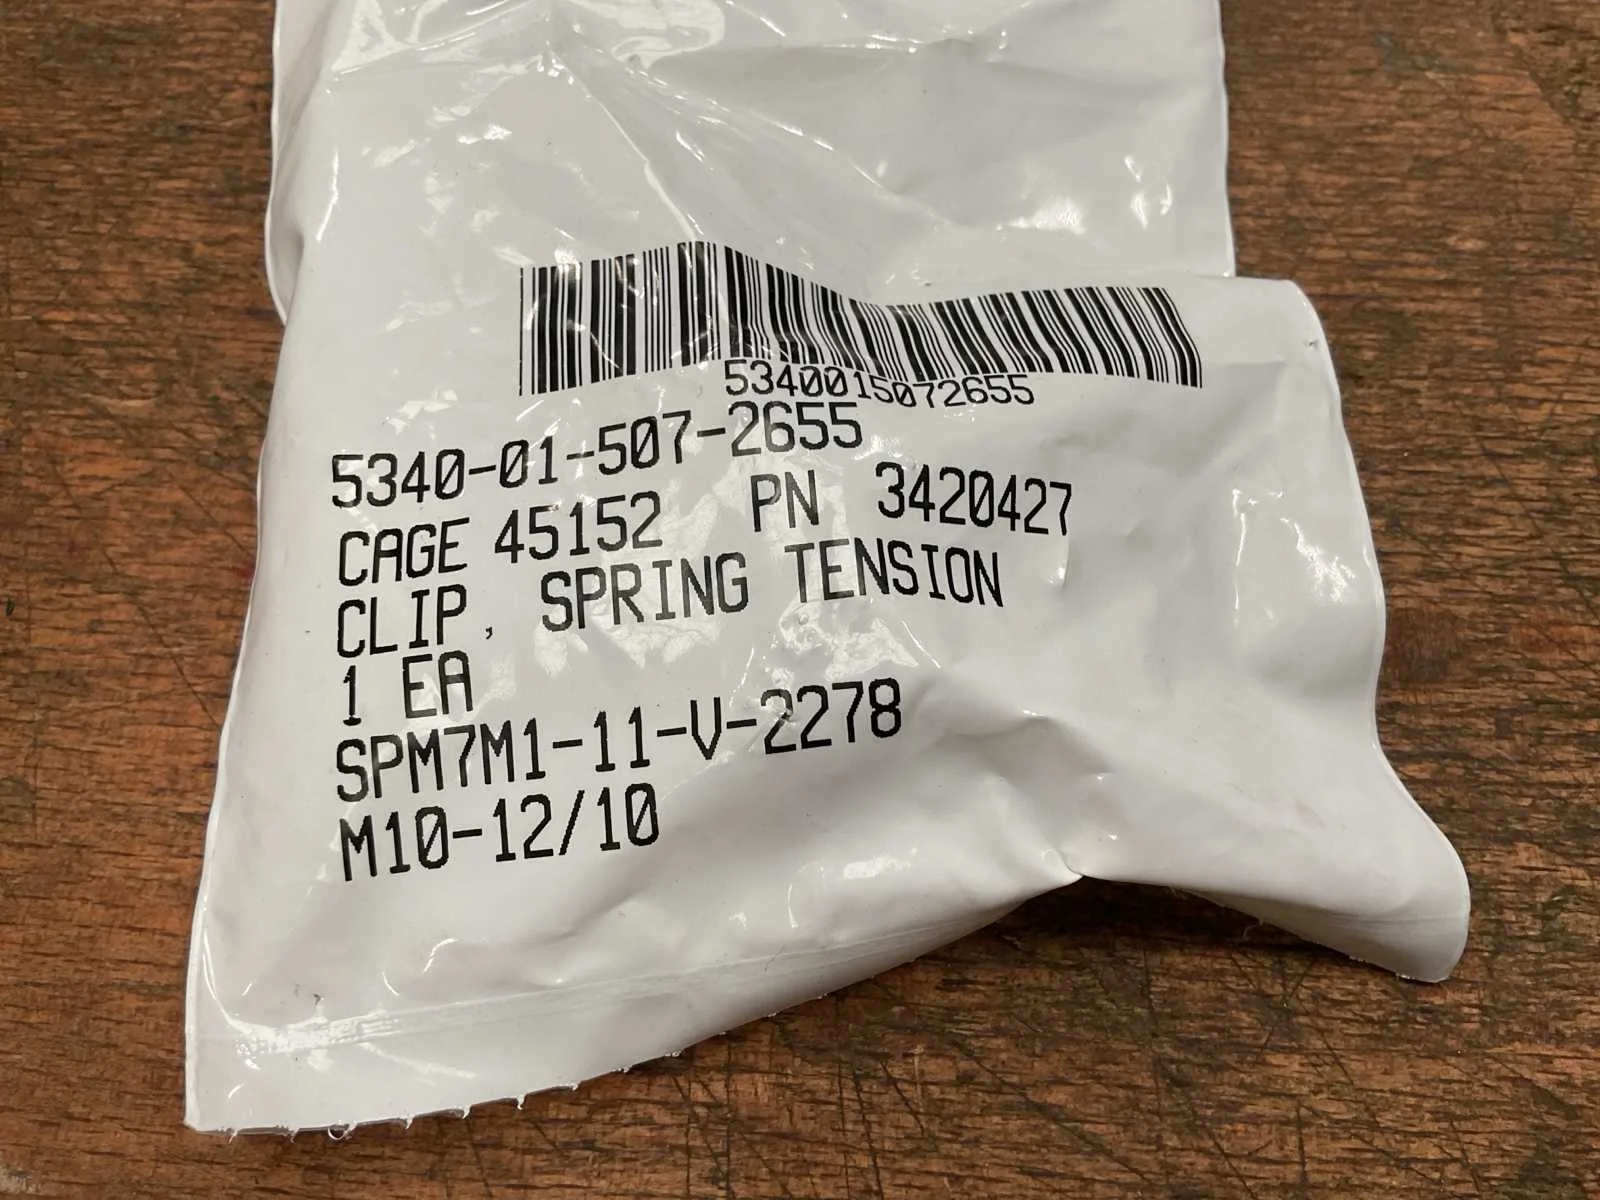 5340015072655
5340-01-507-2655
CAGE 45152 PN 3420427
CLIP, SPRING TENSION
1 EA
SPM7M1-11-V-2278
M10-12/10